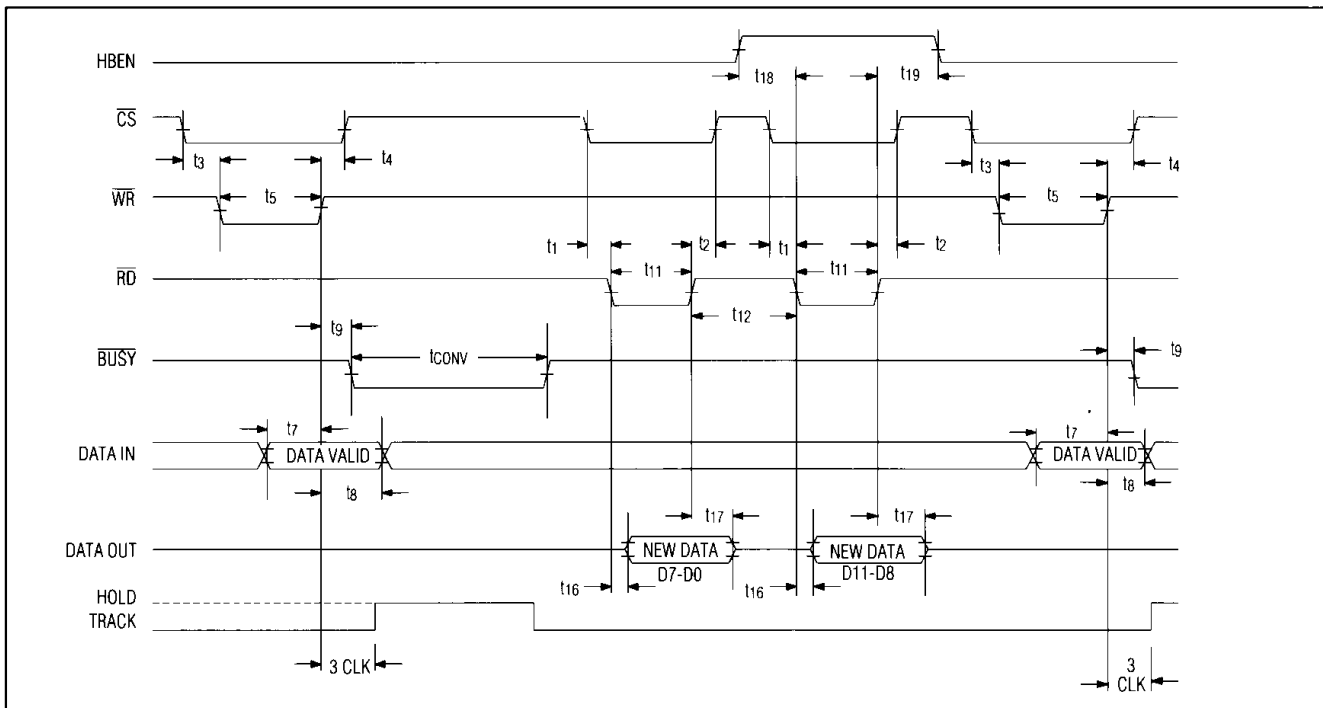 HBEN
t18
t19
CS
t3
t4
t3
t4
WR
t5
t5
t1
t2
t1
t2
RD
t11
t11
t12
BUSY
t9
tCONV
t9
DATA IN
t7
DATA VALID
t8
t7
DATA VALID
t8
DATA OUT
t17
NEW DATA
D7-D0
t17
NEW DATA
D11-D8
t16
t16
HOLD
TRACK
3 CLK
3
CLK